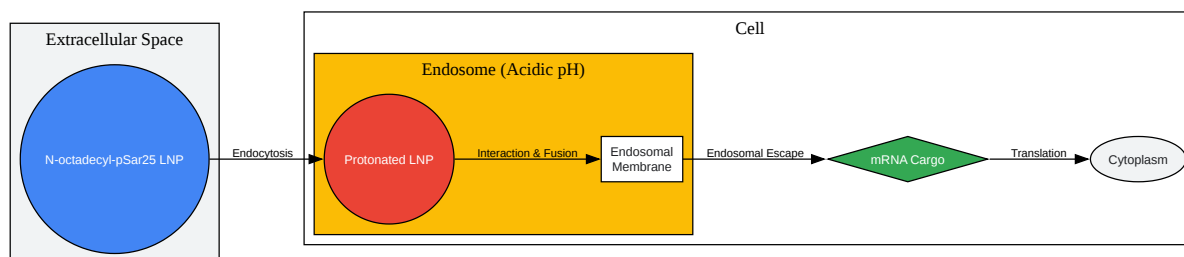 Extracellular Space
N-octadecyl-pSar25 LNP
Endocytosis
Cell
Endosome (Acidic pH)
Protonated LNP
Interaction & Fusion
Endosomal
Membrane
Endosomal Escape
mRNA Cargo
Translation
Cytoplasm